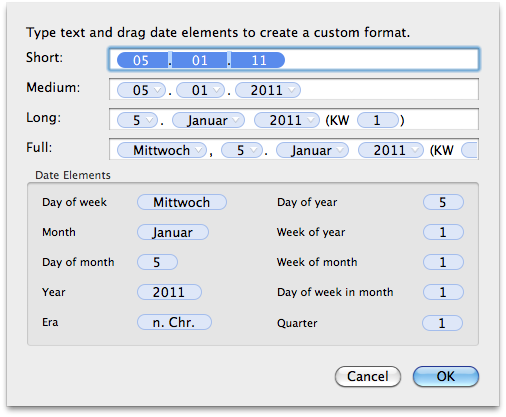 Type text and drag date elements to create a custom format.
Short: 05 . 01 . 11
Medium: 05 . 01 . 2011
Long: 5 . Januar 2011 (KW 1 )
Full: Mittwoch , 5 . Januar 2011 (KW
Date Elements
Day of week Mittwoch Day of year 5
Month Januar Week of year 1
Day of month 5 Week of month 1
Year 2011 Day of week in month 1
Era n. Chr. Quarter 1
Cancel OK